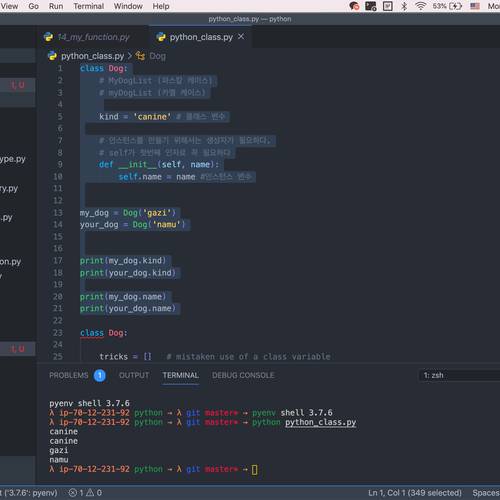 View Go Run Terminal Window Help
53%
python_class.py — python
14_my_function.py python_class.py
python_class.py > Dog
1 class Dog:
2 # MyDogList (파스칼 케이스)
3 # myDogList (카멜 케이스)
4
5 kind = 'canine' # 클래스 변수
6
7 # 인스턴스를 만들기 위해서는 생성자가 필요하다.
8 # self가 첫번째 인자로 꼭 필요하다
9 def __init__(self, name):
10 self.name = name #인스턴스 변수
11
12
13 my_dog = Dog('gazi')
14 your_dog = Dog('namu')
15
16
17 print(my_dog.kind)
18 print(your_dog.kind)
19
20 print(my_dog.name)
21 print(your_dog.name)
22
23 class Dog:
24
25 tricks = [] # mistaken use of a class variable
1, U
ype.py
ry.py
.py
on.py
1, U
PROBLEMS 1 OUTPUT TERMINAL DEBUG CONSOLE 1: zsh
pyenv shell 3.7.6
λ ip-70-12-231-92 python → λ git master* → pyenv shell 3.7.6
λ ip-70-12-231-92 python → λ git master* → python python_class.py
canine
canine
gazi
namu
λ ip-70-12-231-92 python → λ git master* →
t ('3.7.6': pyenv) 1 0 Ln 1, Col 1 (349 selected) Spaces